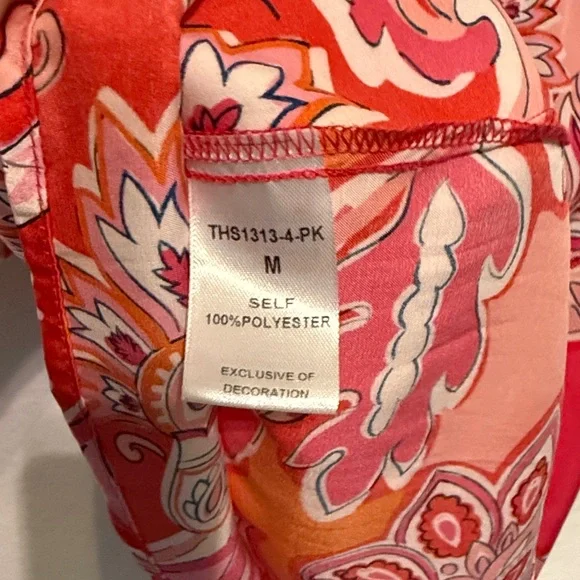 THS1313-4-PK
M
SELF
100%POLYESTER
EXCLUSIVE OF
DECORATION